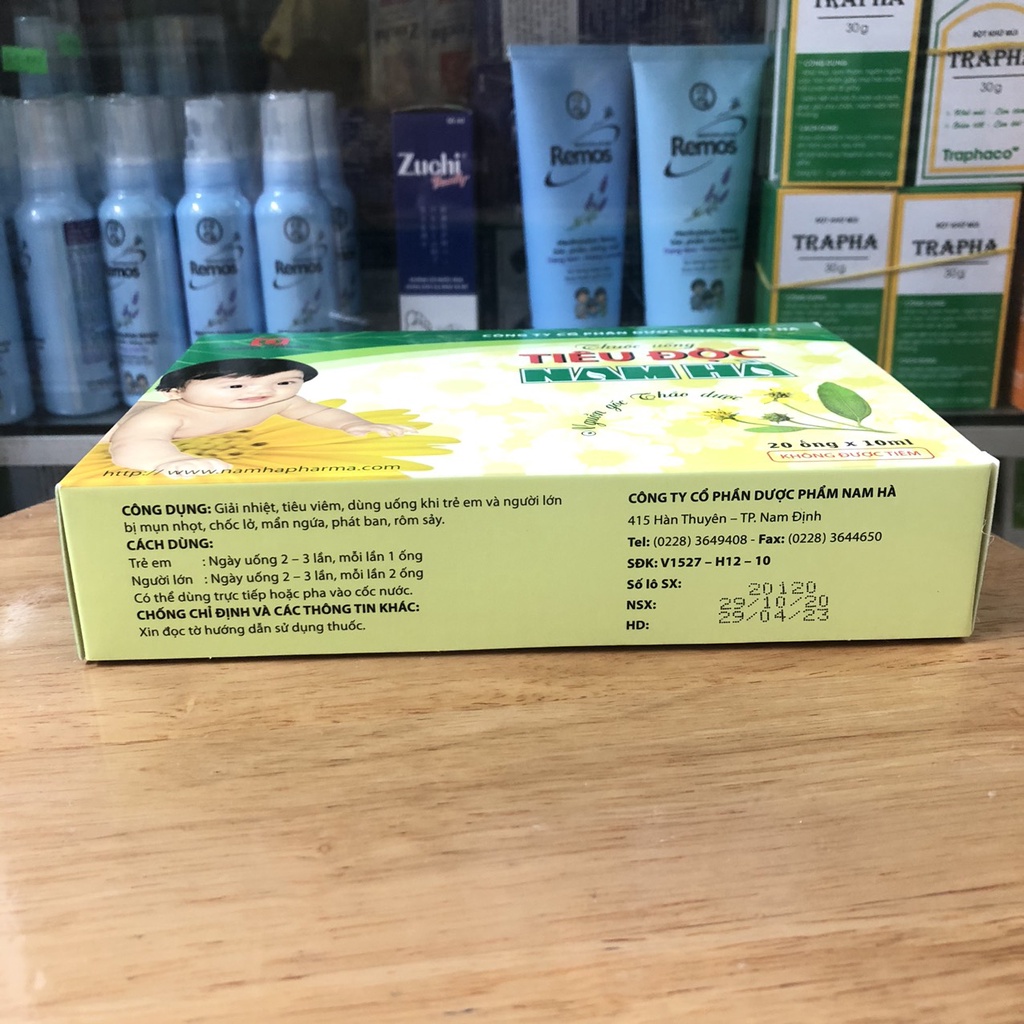 Zuchi
Remos
Remos
Remos
Remos
Remos
TRAPHA
30g
TRAPHA
30g
Traphaco
BỘT KHỬ MÙI
TRAPHA
30g
BỘT KHỬ MÙI
TRAPHA
30g
CÔNG TY CỔ PHẦN DƯỢC PHẨM NAM HÀ
Thuốc uống
TIÊU ĐỘC
NAM HÀ
Nguồn gốc Thảo dược
20 ống x 10ml
KHÔNG ĐƯỢC TIÊM
http://www.namhapharma.com
CÔNG DỤNG: Giải nhiệt, tiêu viêm, dùng uống khi trẻ em và người lớn
bị mụn nhọt, chốc lở, mẩn ngứa, phát ban, rôm sảy.
CÁCH DÙNG:
Trẻ em : Ngày uống 2 – 3 lần, mỗi lần 1 ống
Người lớn : Ngày uống 2 – 3 lần, mỗi lần 2 ống
Có thể dùng trực tiếp hoặc pha vào cốc nước.
CHỐNG CHỈ ĐỊNH VÀ CÁC THÔNG TIN KHÁC:
Xin đọc tờ hướng dẫn sử dụng thuốc.
CÔNG TY CỔ PHẦN DƯỢC PHẨM NAM HÀ
415 Hàn Thuyên – TP. Nam Định
Tel: (0228) 3649408 - Fax: (0228) 3644650
SĐK: V1527 – H12 – 10
Số lô SX: 20120
NSX: 29/10/20
HD: 29/04/23